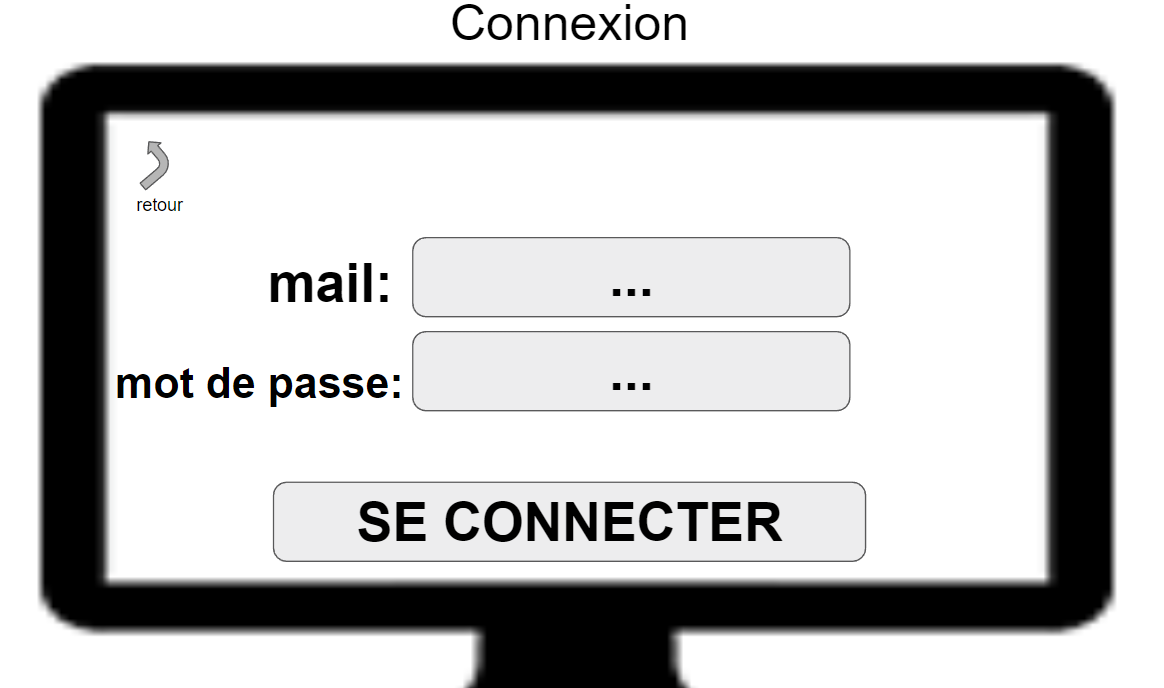 Connexion
retour
mail:
...
mot de passe:
...
SE CONNECTER